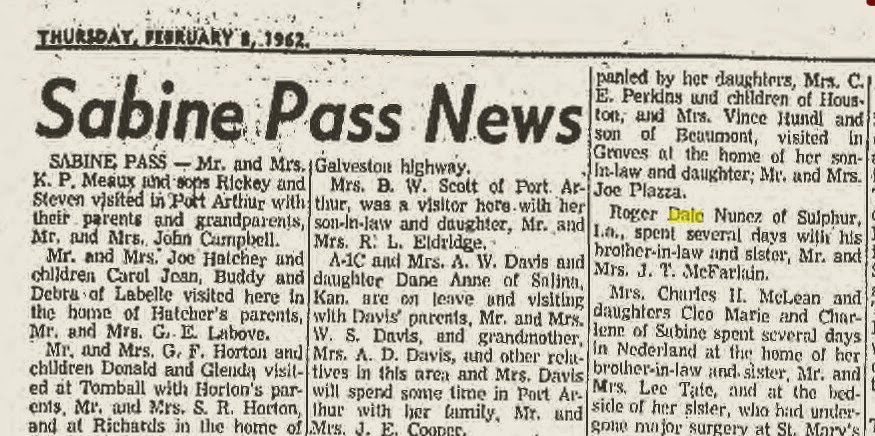 THURSDAY, FEBRUARY 8, 1962.
Sabine Pass News
SABINE PASS — Mr. and Mrs.
K. P. Meaux and sons Rickey and
Steven visited in Port Arthur with
their parents and grandparents,
Mr. and Mrs. John Campbell.
Mr. and Mrs. Joe Hatcher and
children Carol Jean, Buddy and
Debra of Labelle visited here in
the home of Hatcher's parents,
Mr. and Mrs. G. E. Labove.
Mr. and Mrs. G. F. Horton and
children Donald and Glenda visit-
ed at Tomball with Horton's par-
ents, Mr. and Mrs. S. R. Horton,
and at Richards in the home of
Galveston highway.
Mrs. B. W. Scott of Port Ar-
thur, was a visitor here with her
son-in-law and daughter, Mr. and
Mrs. R. L. Eldridge.
A-1C and Mrs. A. W. Davis and
daughter Dane Anne of Salina,
Kan. are on leave and visiting
with Davis' parents, Mr. and Mrs.
W. S. Davis, and grandmother,
Mrs. A. D. Davis, and other rela-
tives in this area and Mrs. Davis
will spend some time in Port Ar-
thur with her family, Mr. and
Mrs. J. E. Cooper.
panied by her daughters, Mrs. C.
E. Perkins and children of Hous-
ton, and Mrs. Vince Rundi and
son of Beaumont, visited in
Groves at the home of her son-
in-law and daughter; Mr. and Mrs.
Joe Piazza.
Roger Dale Nunez of Sulphur,
La., spent several days with his
brother-in-law and sister, Mr. and
Mrs. J. T. McFarlain.
Mrs. Charles H. McLean and
daughters Cleo Marie and Char-
lene of Sabine spent several days
in Nederland at the home of her
brother-in-law and sister, Mr. and
Mrs. Lee Tate, and at the bed-
side of her sister, who had under-
gone major surgery at St. Mary's